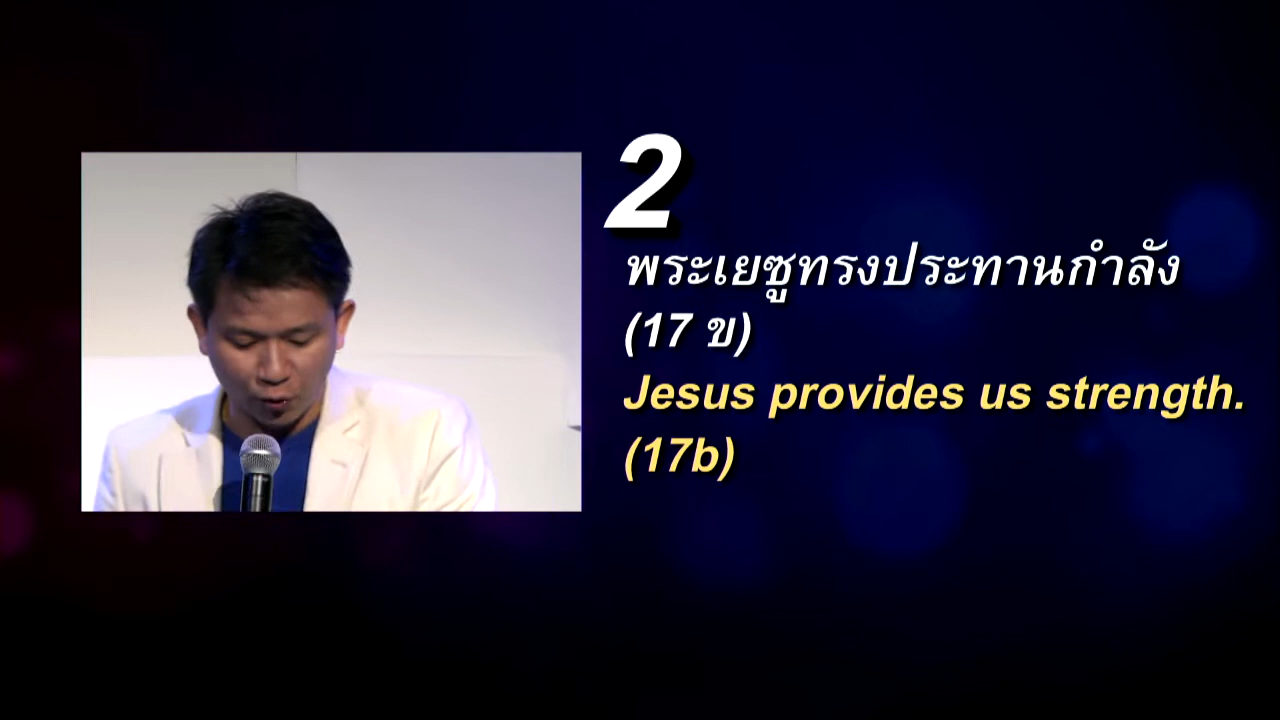 2
พระเยซูทรงประทานกำลัง
(17 ข)
Jesus provides us strength.
(17b)